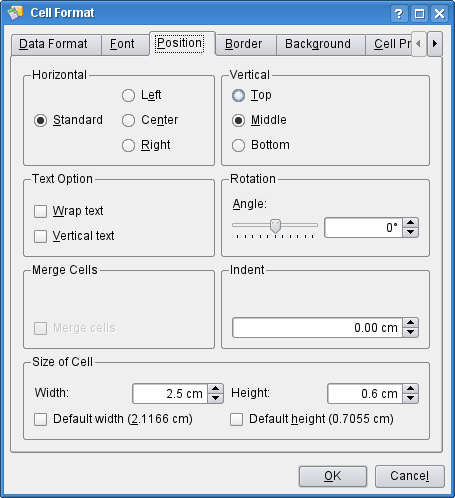 Cell Format
Data Format Font Position Border Background Cell Pr
Horizontal
Left
Standard
Center
Right
Vertical
Top
Middle
Bottom
Text Option
Wrap text
Vertical text
Rotation
Angle:
0°
Merge Cells
Merge cells
Indent
0.00 cm
Size of Cell
Width: 2.5 cm Height: 0.6 cm
Default width (2.1166 cm) Default height (0.7055 cm)
OK Cancel